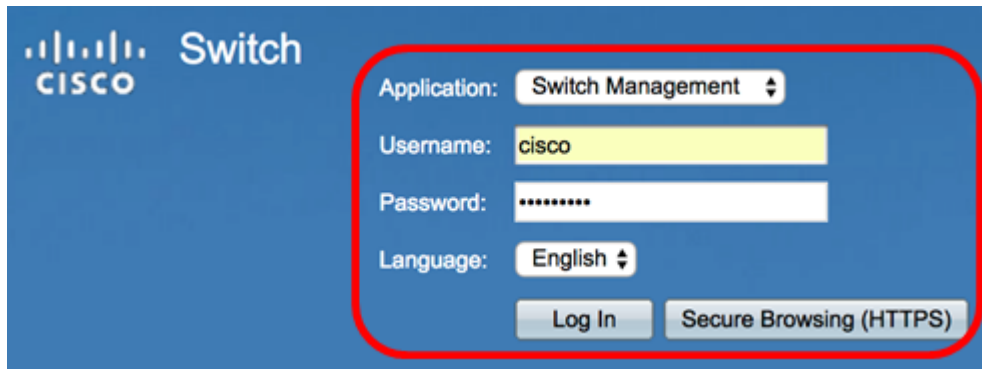 CISCO
Switch
Application: Switch Management
Username: cisco
Password: •••••••••
Language: English
Log In Secure Browsing (HTTPS)